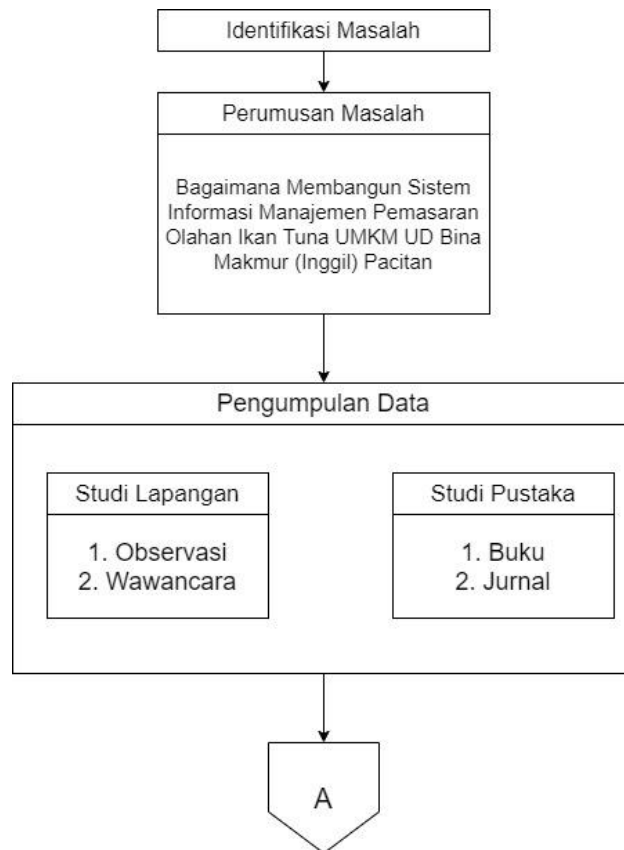 Identifikasi Masalah
Perumusan Masalah
Bagaimana Membangun Sistem
Informasi Manajemen Pemasaran
Olahan Ikan Tuna UMKM UD Bina
Makmur (Inggil) Pacitan
Pengumpulan Data
Studi Lapangan
1. Observasi
2. Wawancara
Studi Pustaka
1. Buku
2. Jurnal
A